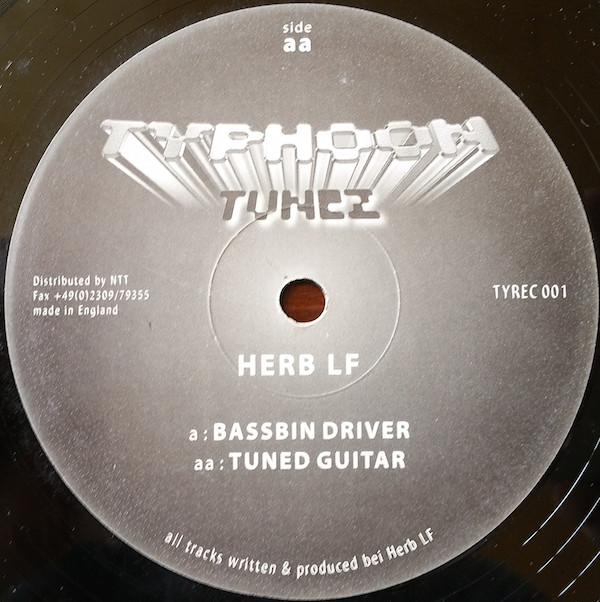 side
aa
TYPHOON
TUNEZ
Distributed by NTT
Fax +49(0)2309/79355
made in England
TYREC 001
HERB LF
a : BASSBIN DRIVER
aa : TUNED GUITAR
all tracks written & produced bei Herb LF